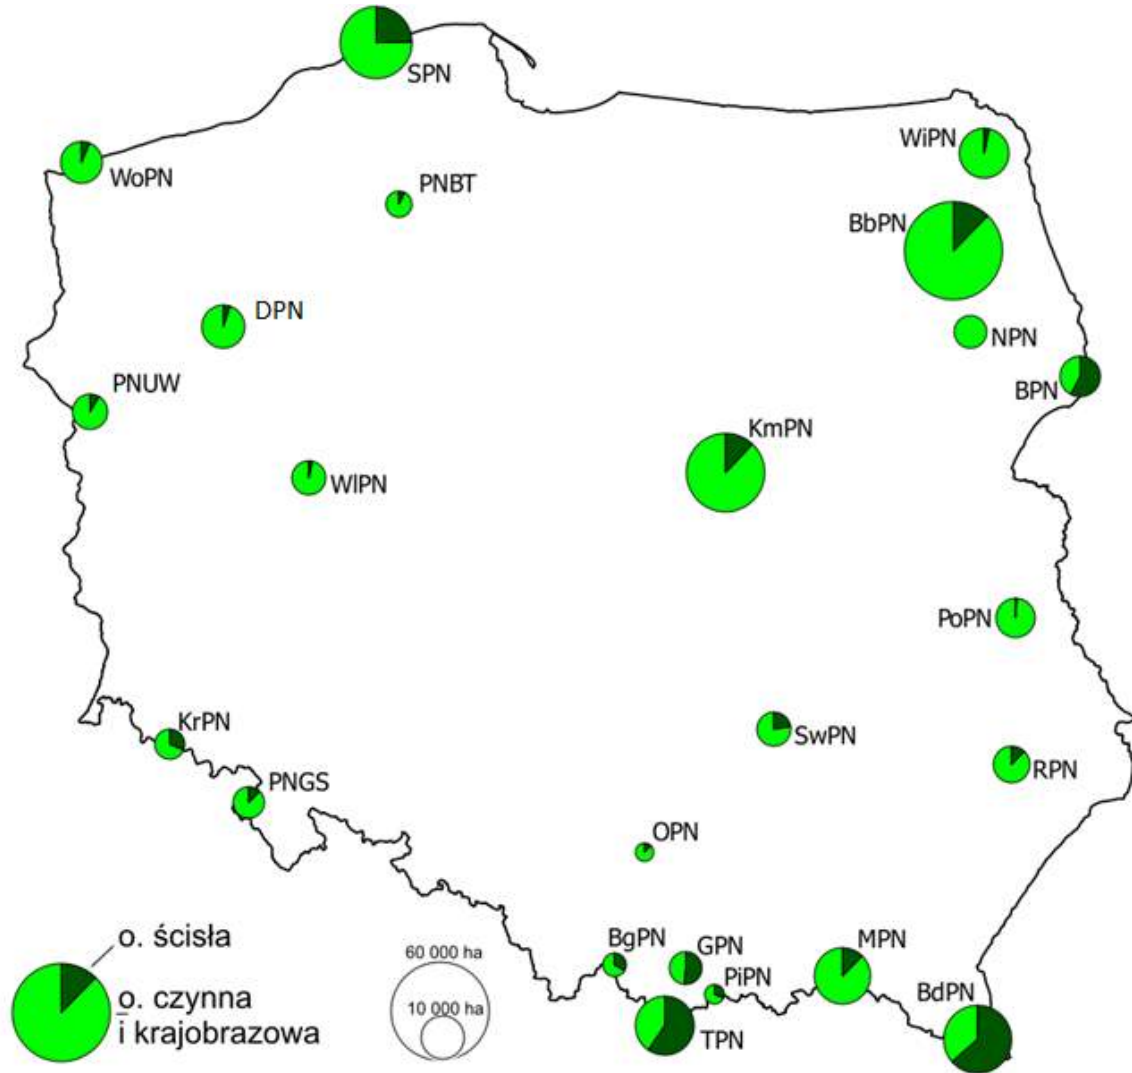 SPN
WoPN
WiPN
PNBT
BbPN
DPN
NPN
PNUW
BPN
KmPN
WlPN
PoPN
KrPN
SwPN
RPN
PNGS
OPN
o. ścisła
BgPN
GPN
MPN
60 000 ha
PiPN
BdPN
o. czynna
i krajobrazowa
10 000 ha
TPN